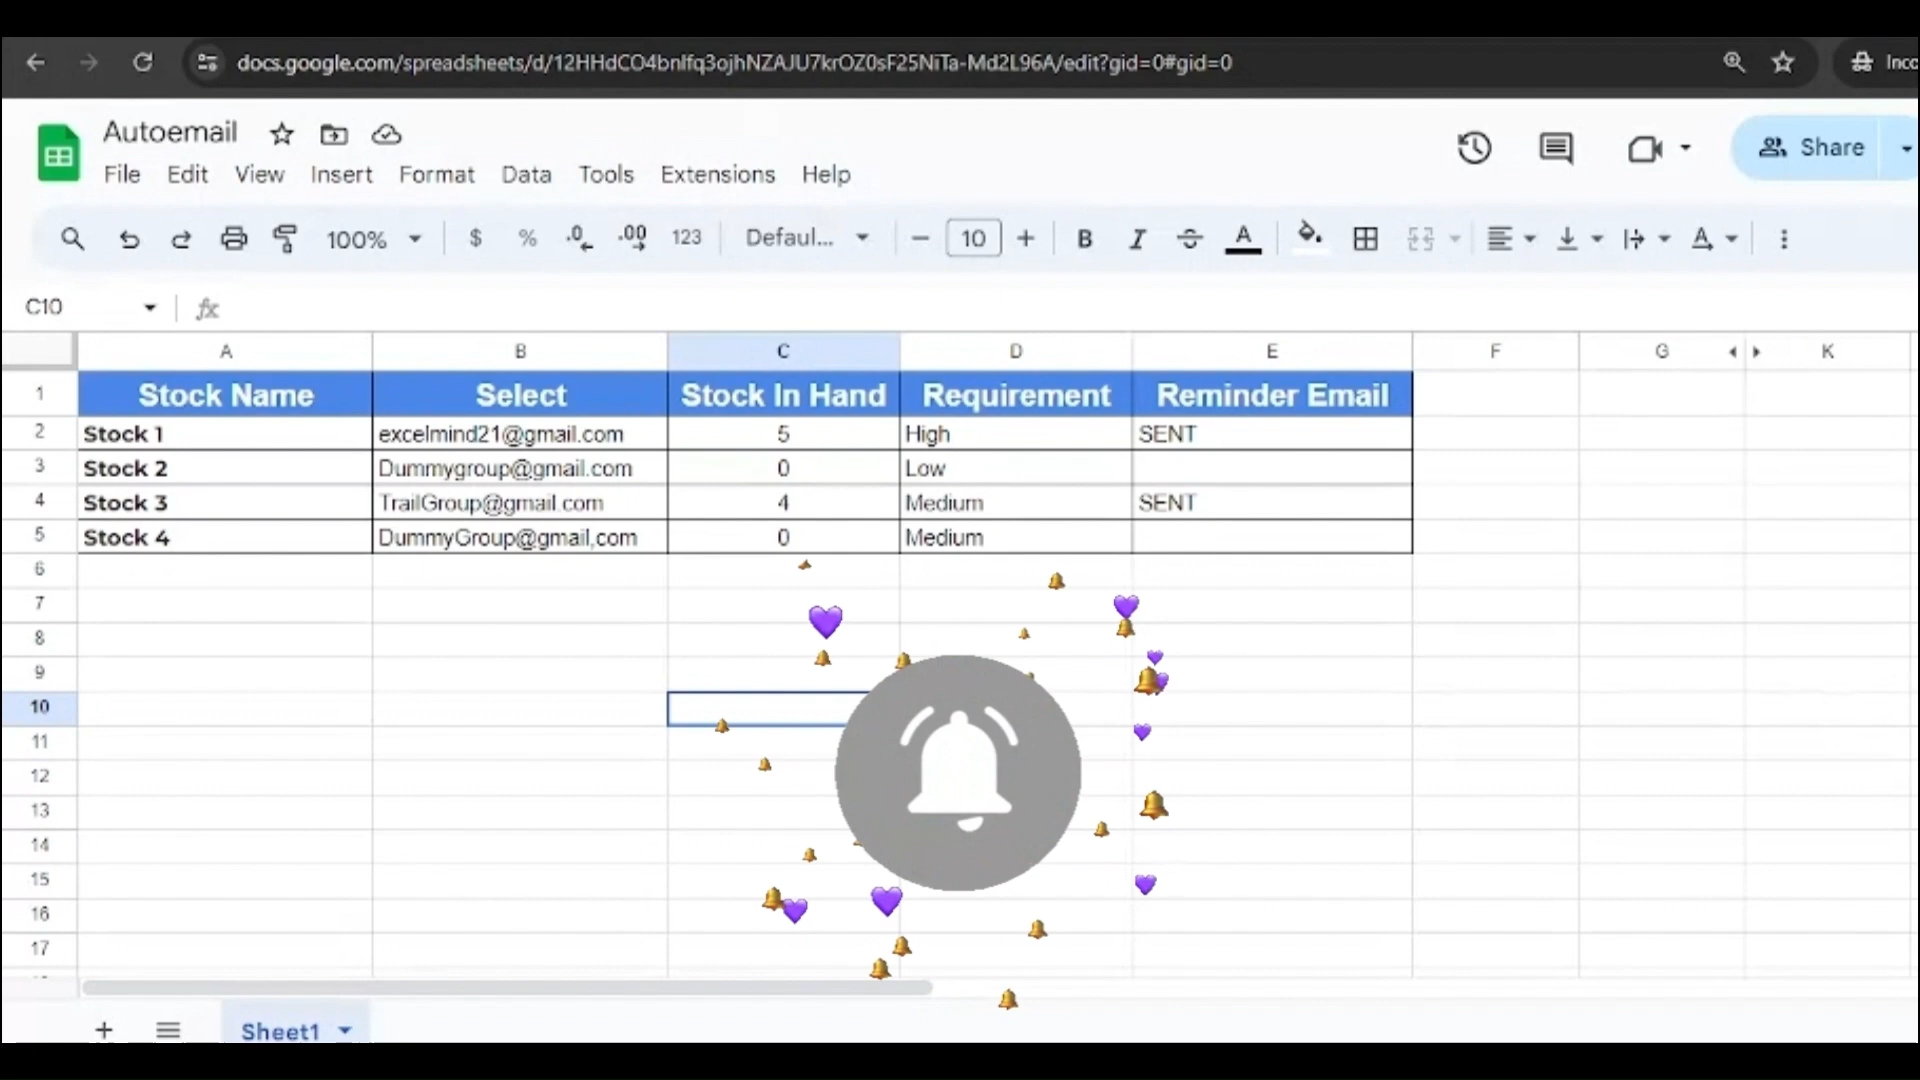 docs.google.com/spreadsheets/d/12HHdCO4bnIfq3ojhNZAJU7krOZ0sF25NiTa-Md2L96A/edit?gid=0#gid=0 Inco
Autoemail
File Edit View Insert Format Data Tools Extensions Help
Share
100% $ % .0 .00 123 Defaul... 10 B I S A A
C10 fx
A B C D E F G K
1 Stock Name Select Stock In Hand Requirement Reminder Email
2 Stock 1 excelmind21@gmail.com 5 High SENT
3 Stock 2 Dummygroup@gmail.com 0 Low
4 Stock 3 TrailGroup@gmail.com 4 Medium SENT
5 Stock 4 DummyGroup@gmail,com 0 Medium
6
7
8
9
10
11
12
13
14
15
16
17
Sheet1